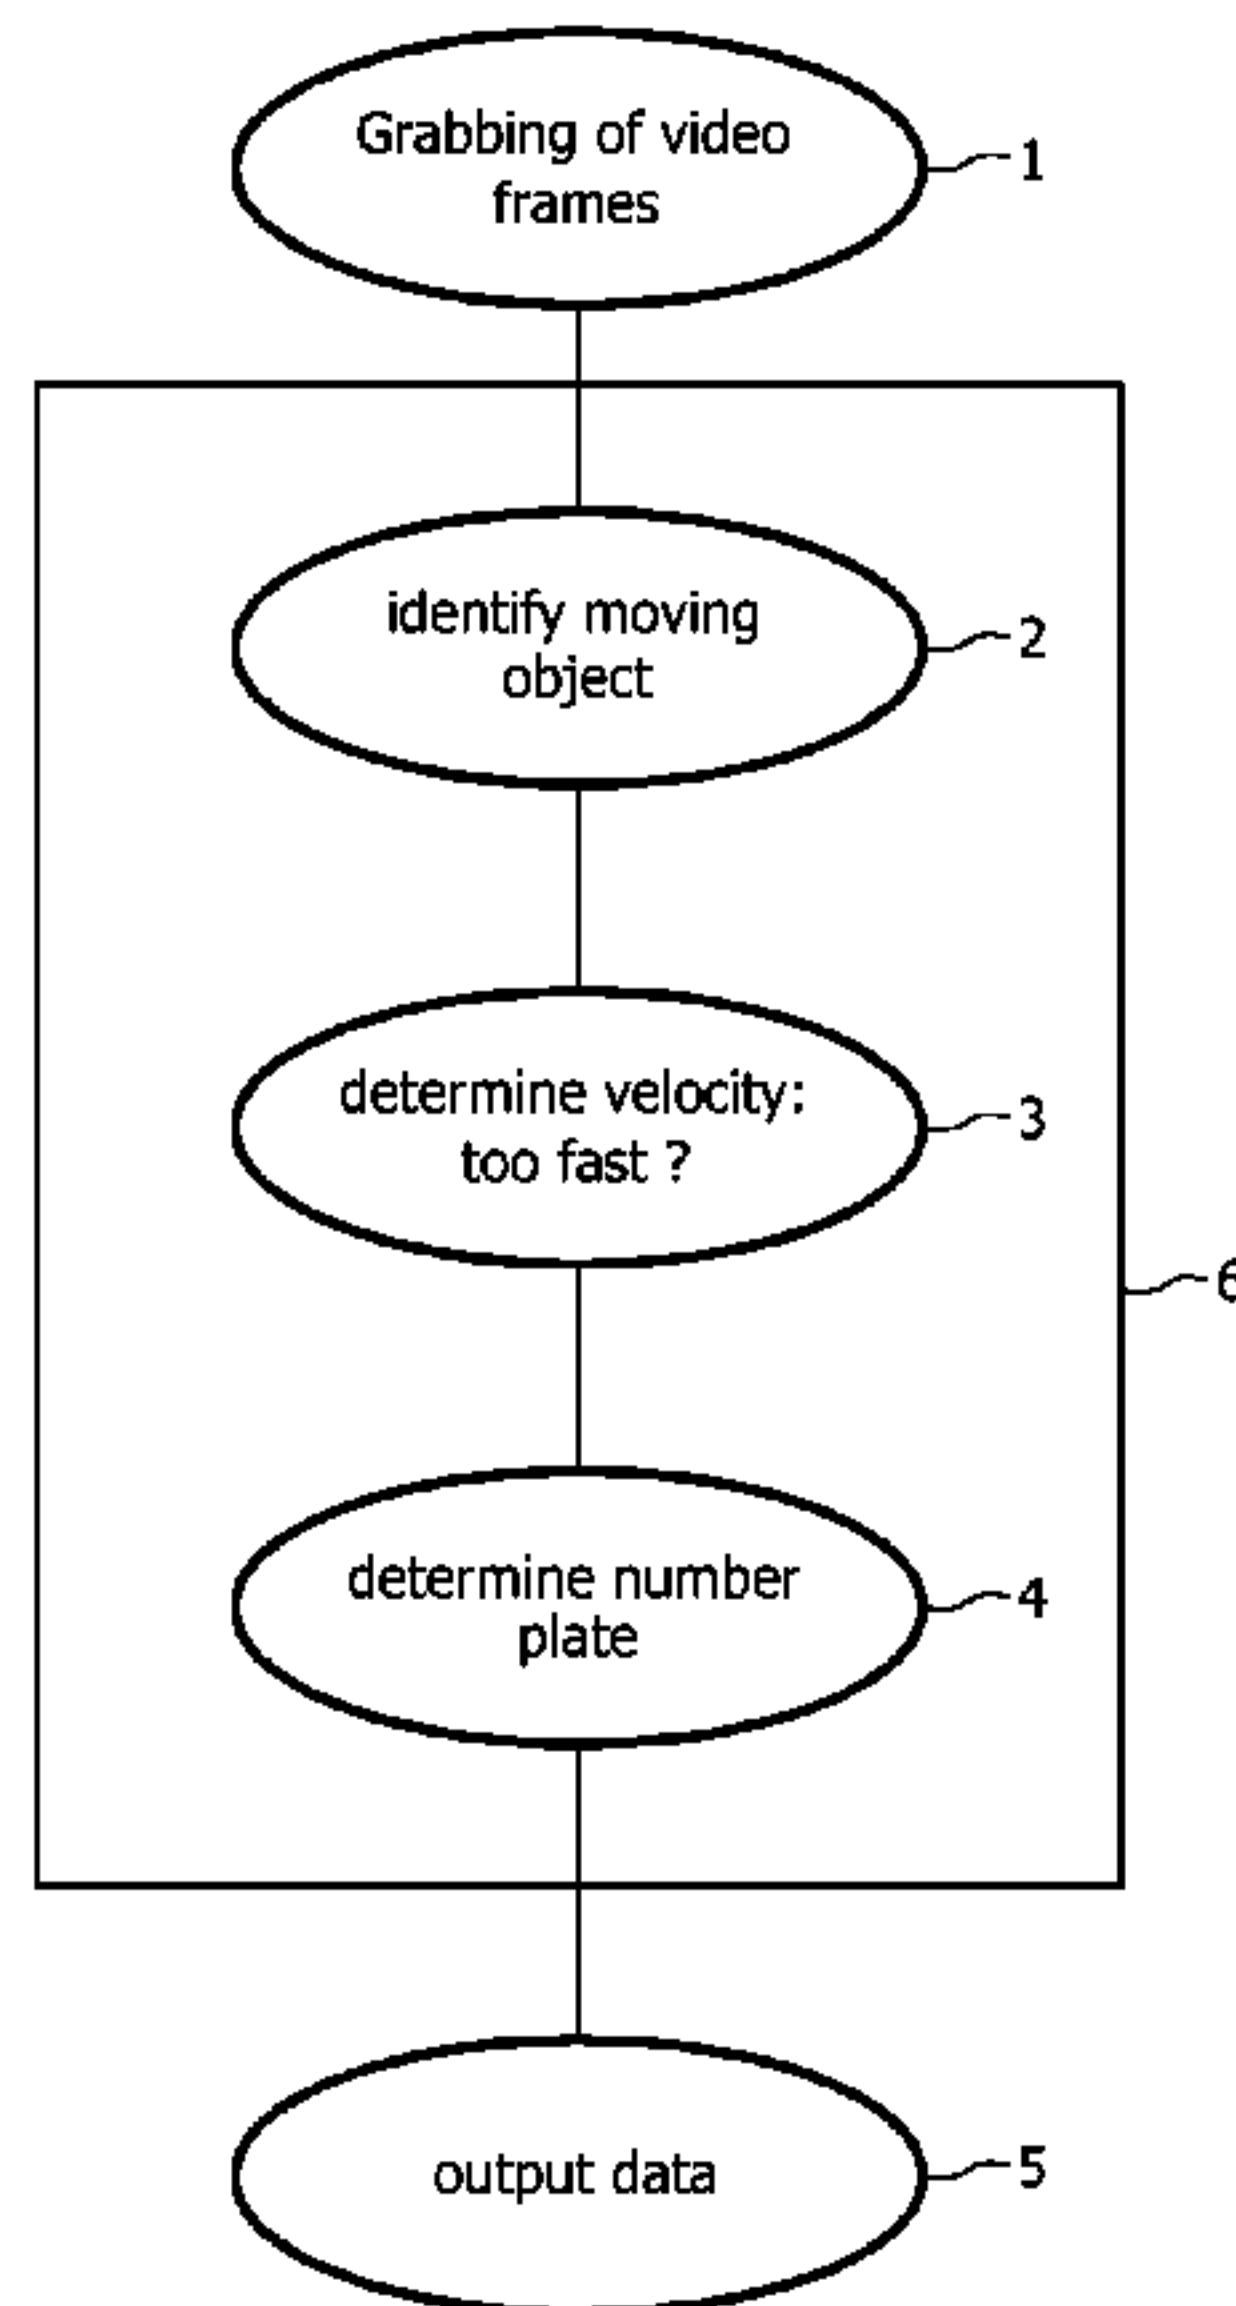 Grabbing of video
frames
1
identify moving
object
2
determine velocity:
too fast ?
3
6
determine number
plate
4
output data
5